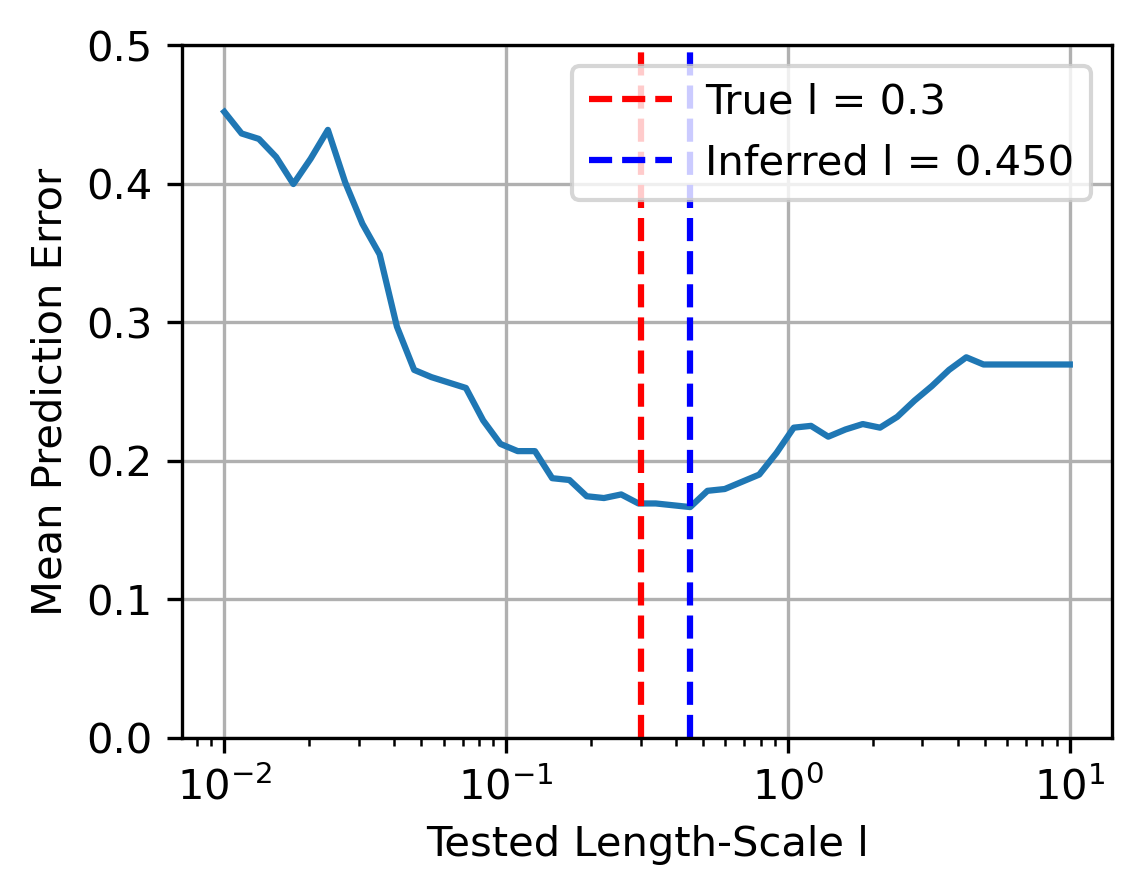 0.5
0.4
0.3
0.2
0.1
0.0
Mean Prediction Error
True l = 0.3
Inferred l = 0.450
10⁻² 10⁻¹ 10⁰ 10¹
Tested Length-Scale l